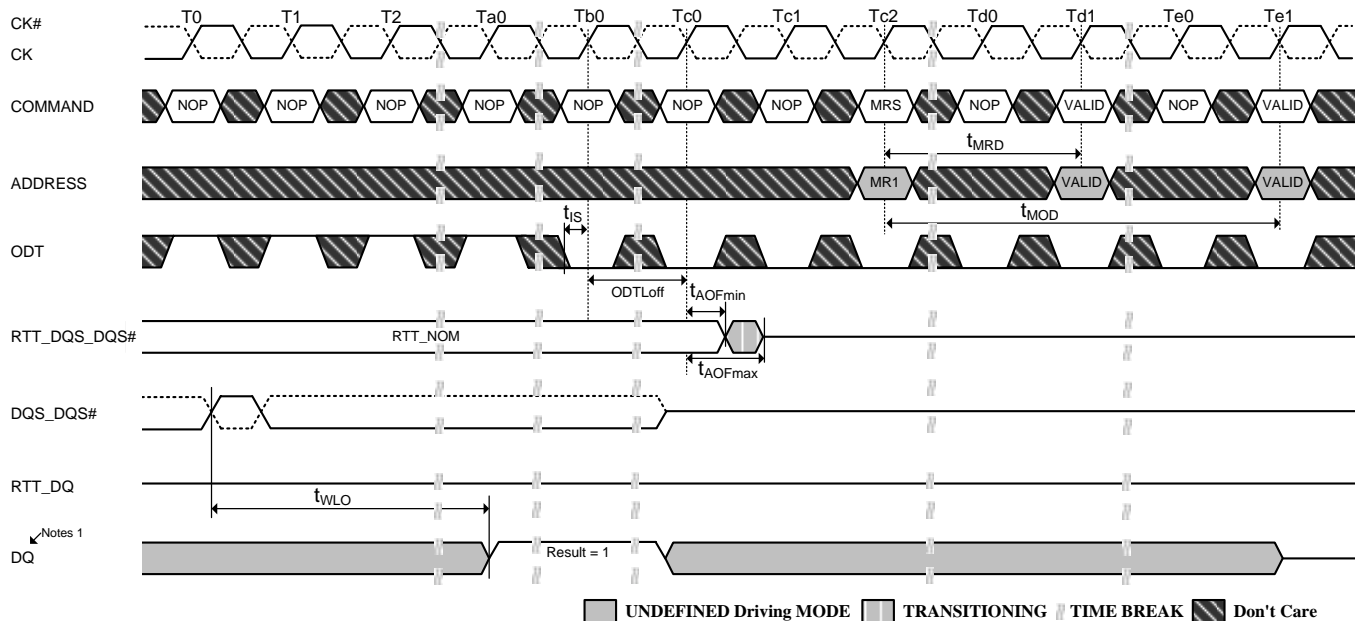 CK#
CK
T0 T1 T2 Ta0 Tb0 Tc0 Tc1 Tc2 Td0 Td1 Te0 Te1
COMMAND
NOP NOP NOP NOP NOP NOP NOP MRS NOP VALID NOP VALID
tMRD
ADDRESS
MR1 VALID VALID
tIS
tMOD
ODT
ODTLoff
tAOFmin
RTT_DQS_DQS#
RTT_NOM
tAOFmax
DQS_DQS#
RTT_DQ
tWLO
Notes 1
DQ
Result = 1
UNDEFINED Driving MODE TRANSITIONING TIME BREAK Don't Care